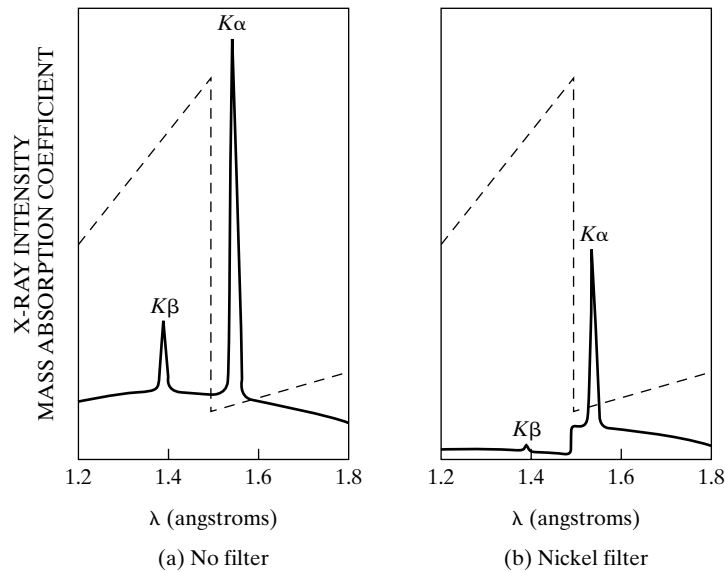 X-RAY INTENSITY
MASS ABSORPTION COEFFICIENT
Kα
Kβ
1.2 1.4 1.6 1.8
λ (angstroms)
(a) No filter
Kα
Kβ
1.2 1.4 1.6 1.8
λ (angstroms)
(b) Nickel filter